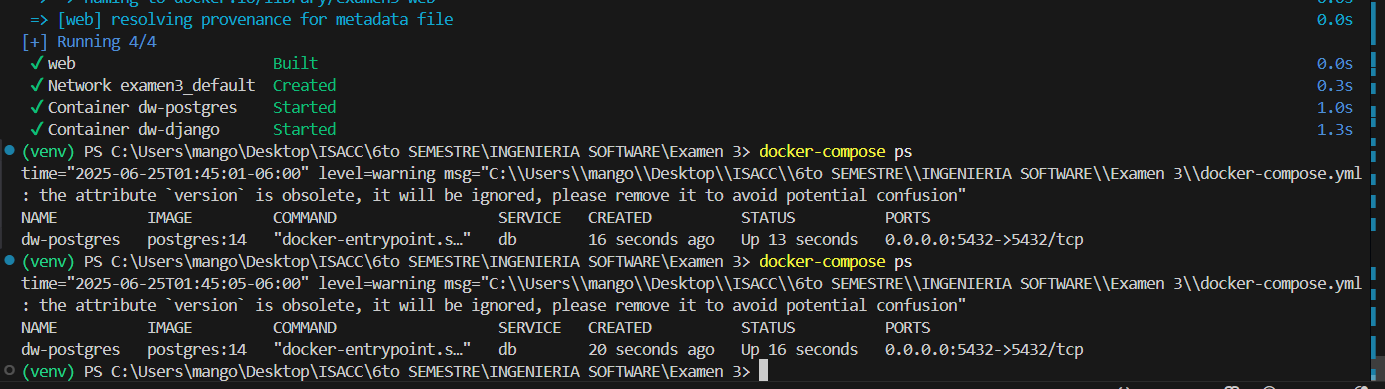 => => naming to docker.io/library/examen3-web 0.0s
=> [web] resolving provenance for metadata file 0.0s
[+] Running 4/4
✓ web Built 0.0s
✓ Network examen3_default Created 0.3s
✓ Container dw-postgres Started 1.0s
✓ Container dw-django Started 1.3s
(venv) PS C:\Users\mango\Desktop\ISACC\6to SEMESTRE\INGENIERIA SOFTWARE\Examen 3> docker-compose ps
time="2025-06-25T01:45:01-06:00" level=warning msg="C:\\Users\\mango\\Desktop\\ISACC\\6to SEMESTRE\\INGENIERIA SOFTWARE\\Examen 3\\docker-compose.yml
: the attribute `version` is obsolete, it will be ignored, please remove it to avoid potential confusion"
NAME IMAGE COMMAND SERVICE CREATED STATUS PORTS
dw-postgres postgres:14 "docker-entrypoint.s…" db 16 seconds ago Up 13 seconds 0.0.0.0:5432->5432/tcp
(venv) PS C:\Users\mango\Desktop\ISACC\6to SEMESTRE\INGENIERIA SOFTWARE\Examen 3> docker-compose ps
time="2025-06-25T01:45:05-06:00" level=warning msg="C:\\Users\\mango\\Desktop\\ISACC\\6to SEMESTRE\\INGENIERIA SOFTWARE\\Examen 3\\docker-compose.yml
: the attribute `version` is obsolete, it will be ignored, please remove it to avoid potential confusion"
NAME IMAGE COMMAND SERVICE CREATED STATUS PORTS
dw-postgres postgres:14 "docker-entrypoint.s…" db 20 seconds ago Up 16 seconds 0.0.0.0:5432->5432/tcp
(venv) PS C:\Users\mango\Desktop\ISACC\6to SEMESTRE\INGENIERIA SOFTWARE\Examen 3>